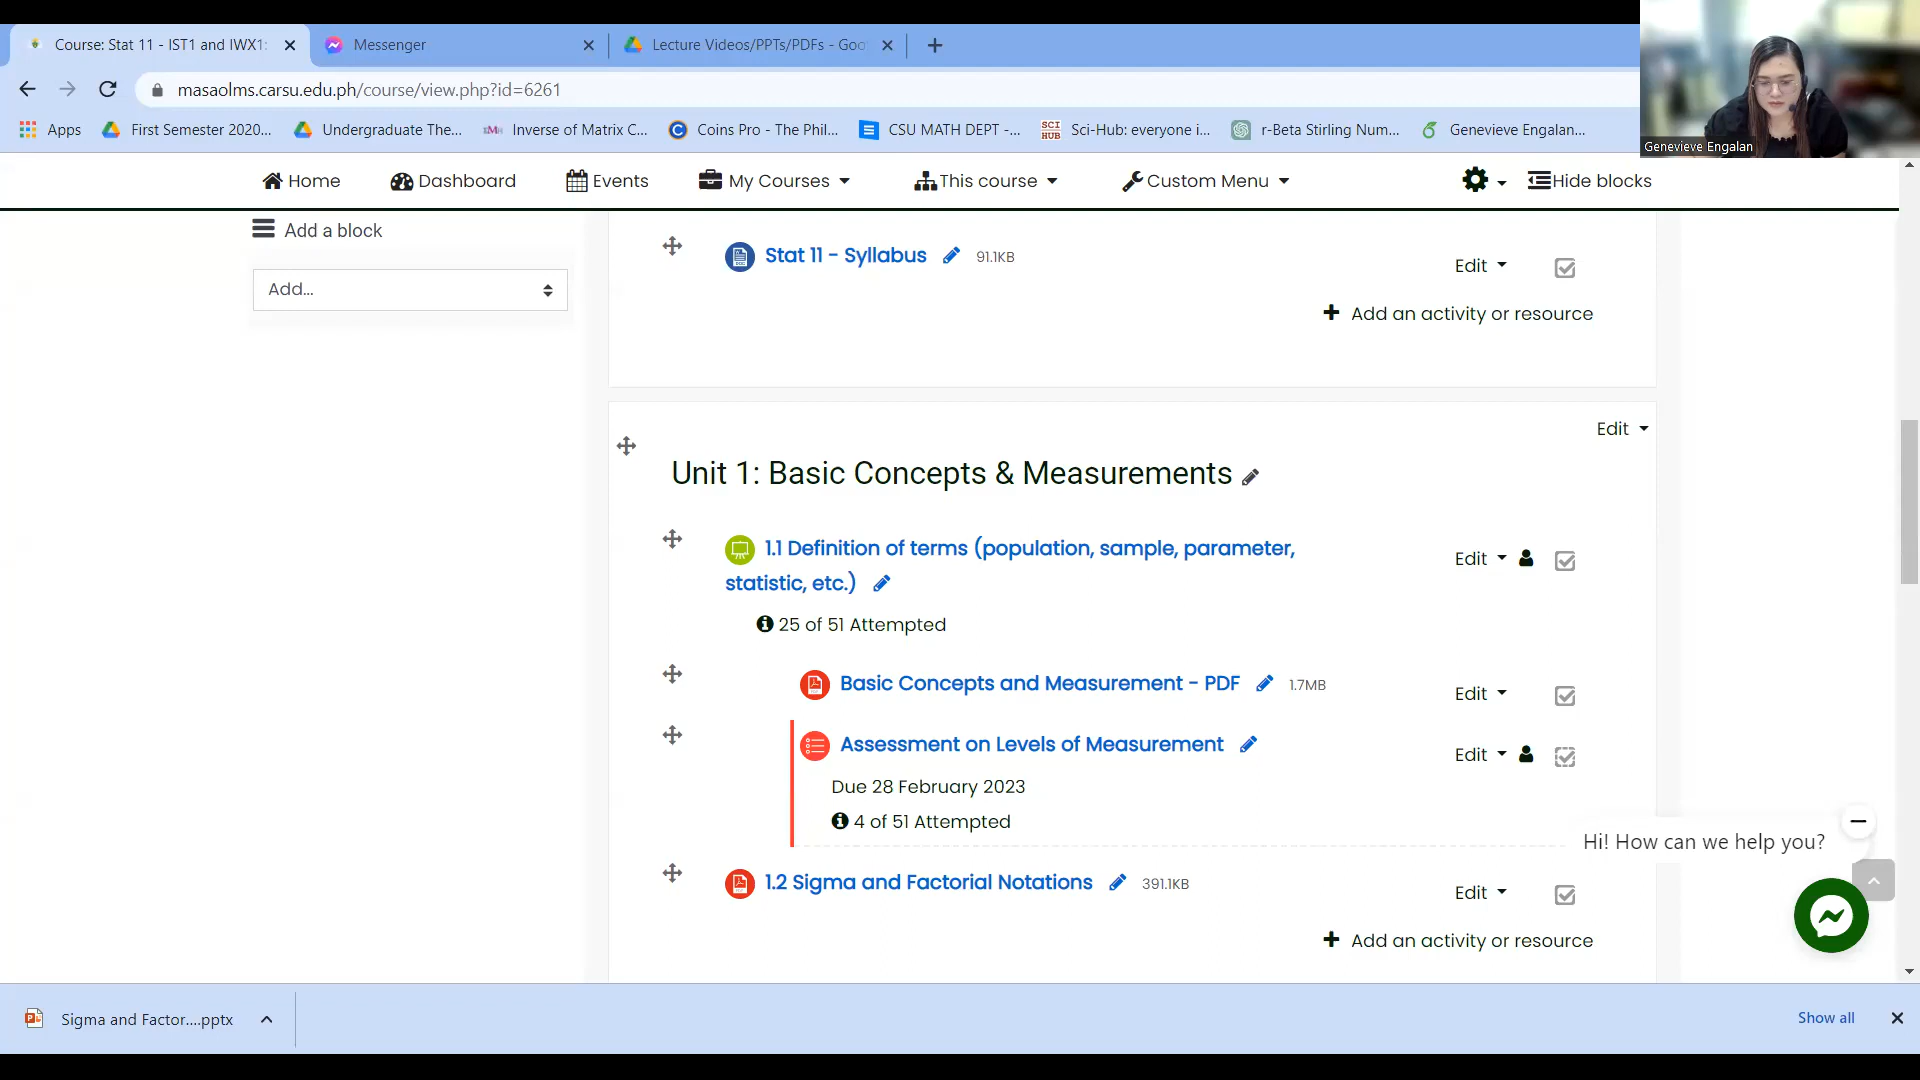 Course: Stat 11 - IST1 and IWX1:
Messenger
Lecture Videos/PPTs/PDFs - Goo
masaolms.carsu.edu.ph/course/view.php?id=6261
Apps
First Semester 2020...
Undergraduate The...
Inverse of Matrix C...
Coins Pro - The Phil...
CSU MATH DEPT -...
SCI HUB
Sci-Hub: everyone i...
r-Beta Stirling Num...
Genevieve Engalan...
Genevieve Engalan
Home
Dashboard
Events
My Courses
This course
Custom Menu
Hide blocks
Add a block
Add...
Stat 11 - Syllabus
91.1KB
Edit
Add an activity or resource
Edit
Unit 1: Basic Concepts & Measurements
1.1 Definition of terms (population, sample, parameter,
statistic, etc.)
Edit
25 of 51 Attempted
Basic Concepts and Measurement - PDF
1.7MB
Edit
Assessment on Levels of Measurement
Edit
Due 28 February 2023
4 of 51 Attempted
Hi! How can we help you?
1.2 Sigma and Factorial Notations
391.1KB
Edit
Add an activity or resource
Sigma and Factor....pptx
Show all